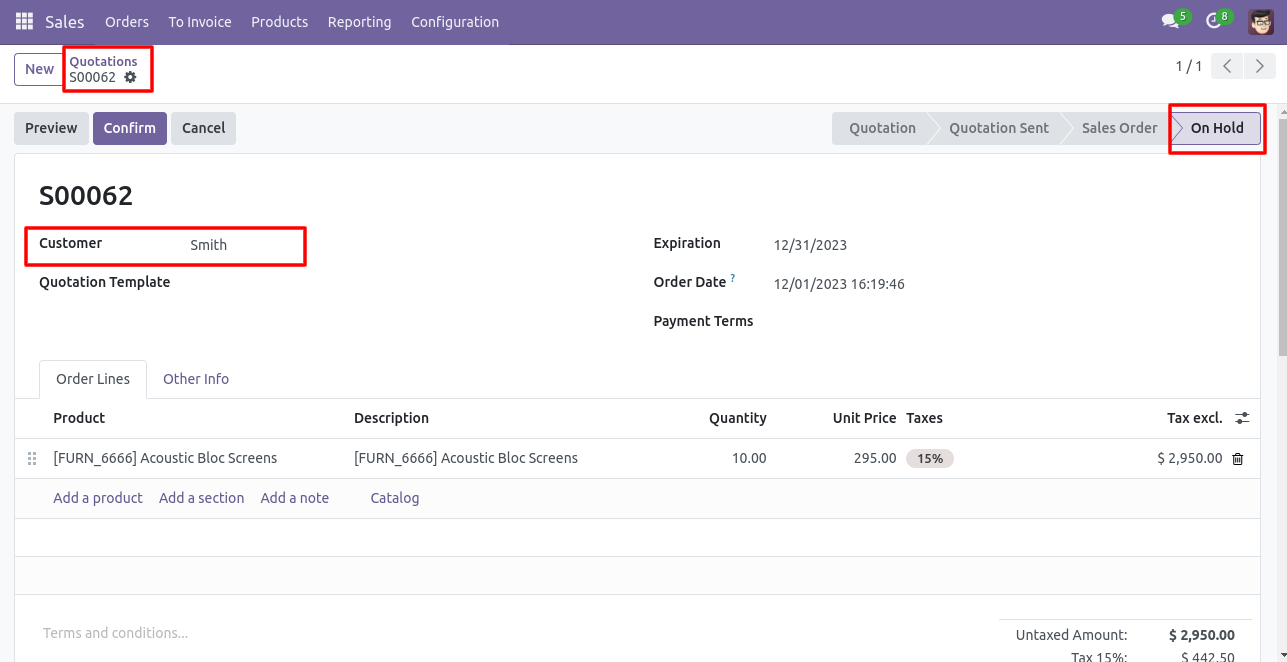 Sales Orders To Invoice Products Reporting Configuration 5 8
New Quotations 1 / 1
S00062
Preview Confirm Cancel Quotation Quotation Sent Sales Order On Hold
S00062
Customer Smith Expiration 12/31/2023
Quotation Template Order Date ? 12/01/2023 16:19:46
Payment Terms
Order Lines Other Info
Product Description Quantity Unit Price Taxes Tax excl.
[FURN_6666] Acoustic Bloc Screens [FURN_6666] Acoustic Bloc Screens 10.00 295.00 15% $ 2,950.00
Add a product Add a section Add a note Catalog
Terms and conditions... Untaxed Amount: $ 2,950.00
Tax 15%: $ 442.50